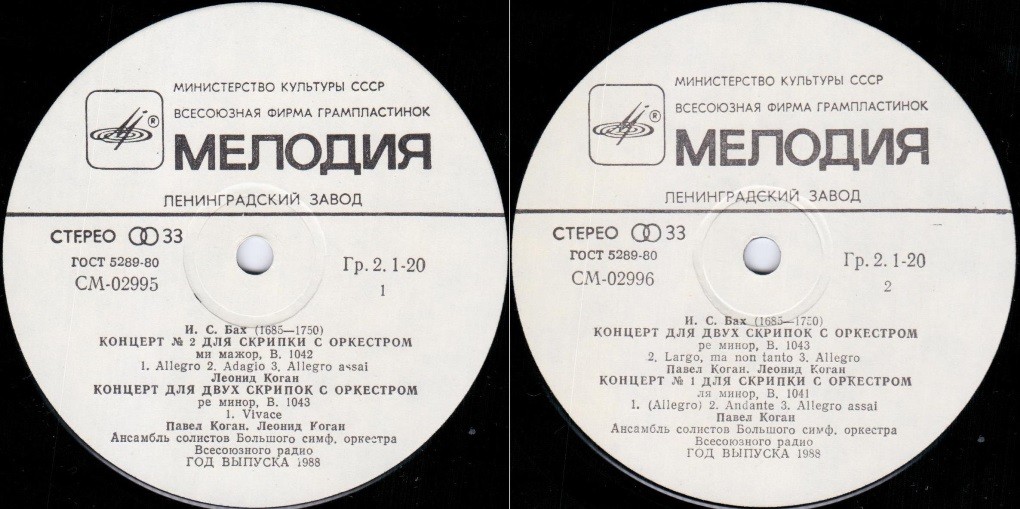 МИНИСТЕРСТВО КУЛЬТУРЫ СССР
ВСЕСОЮЗНАЯ ФИРМА ГРАМПЛАСТИНОК
®
МЕЛОДИЯ
ЛЕНИНГРАДСКИЙ ЗАВОД
СТЕРЕО 33
ГОСТ 5289-80
Гр. 2. 1-20
СМ-02995
1
И. С. Бах (1685—1750)
КОНЦЕРТ № 2 ДЛЯ СКРИПКИ С ОРКЕСТРОМ
ми мажор, В. 1042
1. Allegro 2. Adagio 3. Allegro assai
Леонид Коган
КОНЦЕРТ ДЛЯ ДВУХ СКРИПОК С ОРКЕСТРОМ
ре минор, В. 1043
1. Vivace
Павел Коган. Леонид Коган
Ансамбль солистов Большого симф. оркестра
Всесоюзного радио
ГОД ВЫПУСКА 1988
МИНИСТЕРСТВО КУЛЬТУРЫ СССР
ВСЕСОЮЗНАЯ ФИРМА ГРАМПЛАСТИНОК
®
МЕЛОДИЯ
ЛЕНИНГРАДСКИЙ ЗАВОД
СТЕРЕО 33
ГОСТ 5289-80
Гр. 2. 1-20
СМ-02996
2
И. С. Бах (1685—1750)
КОНЦЕРТ ДЛЯ ДВУХ СКРИПОК С ОРКЕСТРОМ
ре минор, В. 1043
2. Largo, ma non tanto 3. Allegro
Павел Коган. Леонид Коган
КОНЦЕРТ № 1 ДЛЯ СКРИПКИ С ОРКЕСТРОМ
ля минор, В. 1041
1. (Allegro) 2. Andante 3. Allegro assai
Павел Коган
Ансамбль солистов Большого симф. оркестра
Всесоюзного радио
ГОД ВЫПУСКА 1988